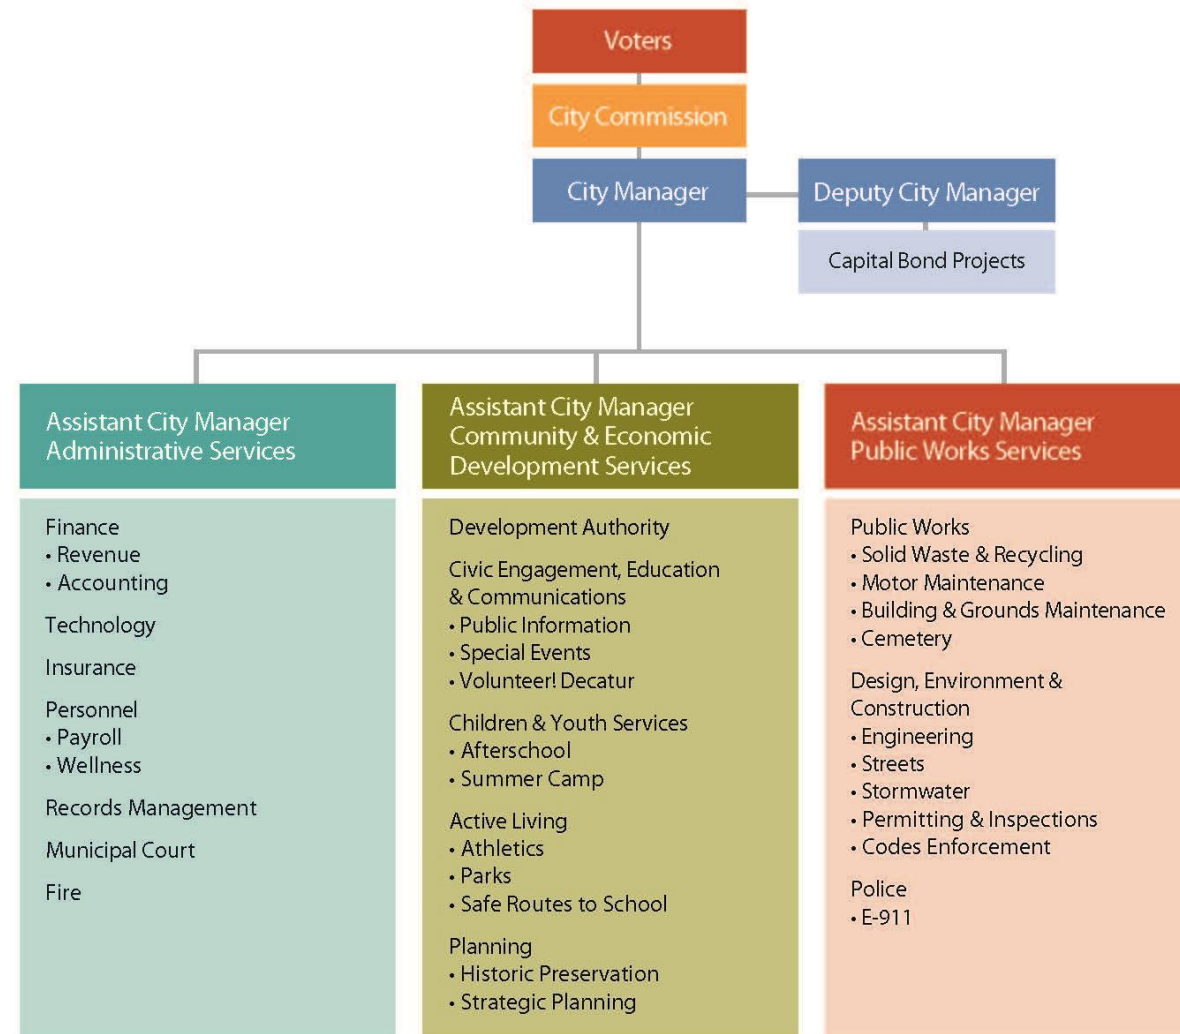 Voters
City Commission
City Manager
Deputy City Manager
Capital Bond Projects
Assistant City Manager
Administrative Services
Finance
• Revenue
• Accounting
Technology
Insurance
Personnel
• Payroll
• Wellness
Records Management
Municipal Court
Fire
Assistant City Manager
Community & Economic
Development Services
Development Authority
Civic Engagement, Education
& Communications
• Public Information
• Special Events
• Volunteer! Decatur
Children & Youth Services
• Afterschool
• Summer Camp
Active Living
• Athletics
• Parks
• Safe Routes to School
Planning
• Historic Preservation
• Strategic Planning
Assistant City Manager
Public Works Services
Public Works
• Solid Waste & Recycling
• Motor Maintenance
• Building & Grounds Maintenance
• Cemetery
Design, Environment &
Construction
• Engineering
• Streets
• Stormwater
• Permitting & Inspections
• Codes Enforcement
Police
• E-911